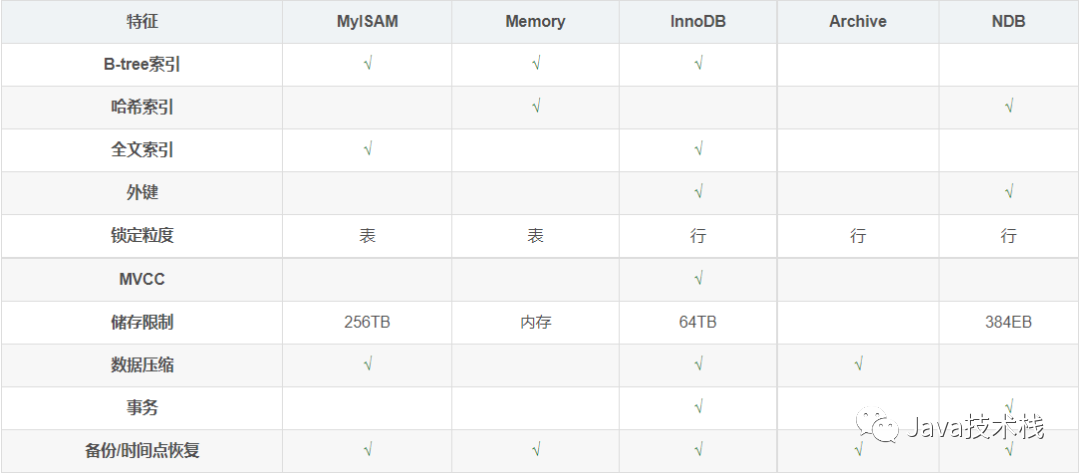 特征 MyISAM Memory InnoDB Archive NDB
B-tree索引 √ √ √
哈希索引 √ √
全文索引 √ √
外键 √ √
锁定粒度 表 表 行 行 行
MVCC √
储存限制 256TB 内存 64TB 384EB
数据压缩 √ √ √
事务 √ √
备份/时间点恢复 √ √ √ √ √
Java技术栈